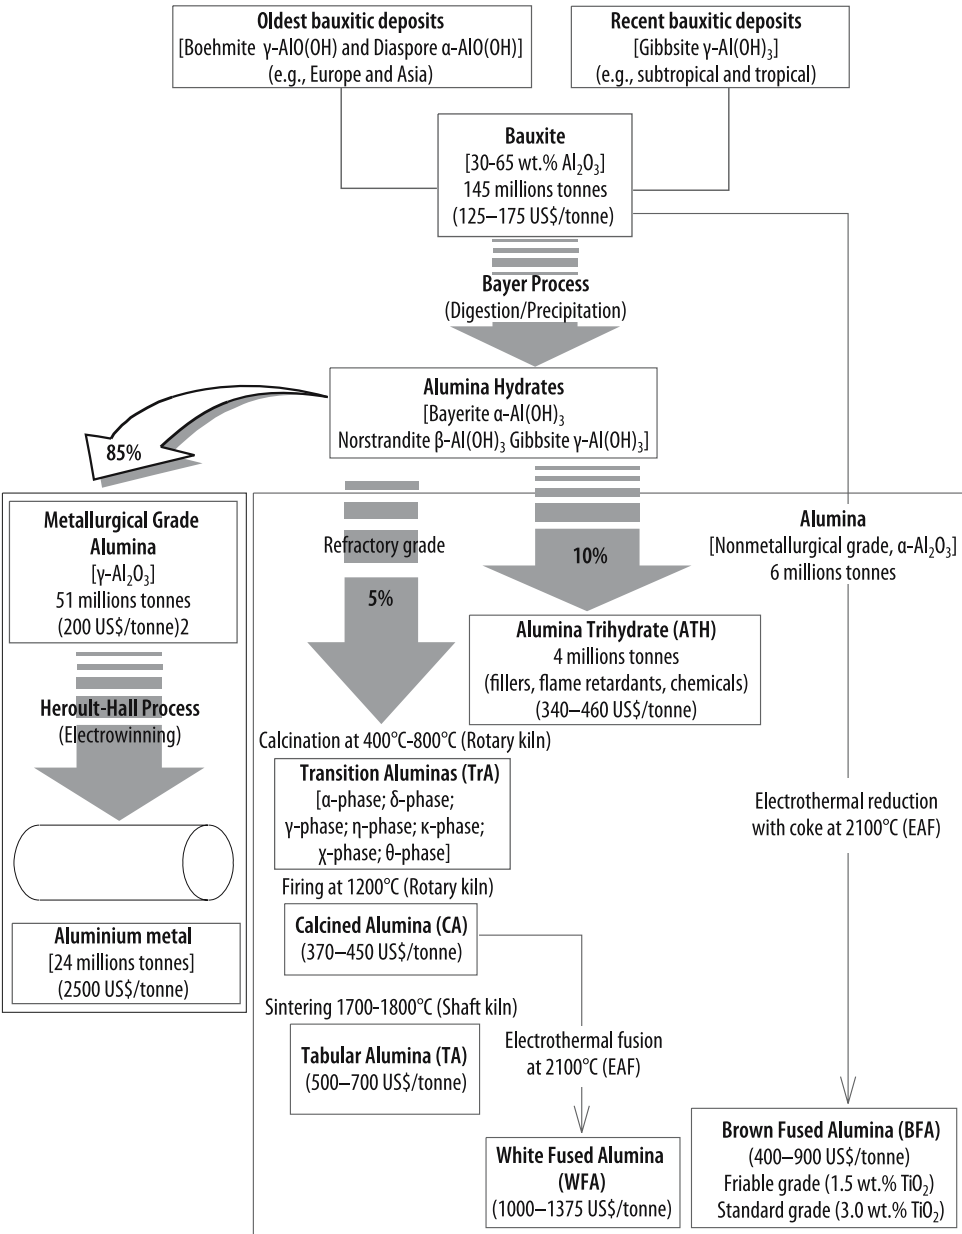 Oldest bauxitic deposits
[Boehmite γ-AlO(OH) and Diaspore α-AlO(OH)]
(e.g., Europe and Asia)
Recent bauxitic deposits
[Gibbsite γ-Al(OH)₃]
(e.g., subtropical and tropical)
Bauxite
[30-65 wt.% Al₂O₃]
145 millions tonnes
(125–175 US$/tonne)
Bayer Process
(Digestion/Precipitation)
Alumina Hydrates
[Bayerite α-Al(OH)₃
Norstrandite β-Al(OH)₃ Gibbsite γ-Al(OH)₃]
85%
Metallurgical Grade
Alumina
[γ-Al₂O₃]
51 millions tonnes
(200 US$/tonne)2
Heroult-Hall Process
(Electrowinning)
Aluminium metal
[24 millions tonnes]
(2500 US$/tonne)
Refractory grade
5%
10%
Alumina
[Nonmetallurgical grade, α-Al₂O₃]
6 millions tonnes
Alumina Trihydrate (ATH)
4 millions tonnes
(fillers, flame retardants, chemicals)
(340–460 US$/tonne)
Calcination at 400°C-800°C (Rotary kiln)
Transition Aluminas (TrA)
[α-phase; δ-phase;
γ-phase; η-phase; κ-phase;
χ-phase; θ-phase]
Firing at 1200°C (Rotary kiln)
Calcined Alumina (CA)
(370–450 US$/tonne)
Sintering 1700-1800°C (Shaft kiln)
Tabular Alumina (TA)
(500–700 US$/tonne)
Electrothermal fusion
at 2100°C (EAF)
White Fused Alumina
(WFA)
(1000–1375 US$/tonne)
Electrothermal reduction
with coke at 2100°C (EAF)
Brown Fused Alumina (BFA)
(400–900 US$/tonne)
Friable grade (1.5 wt.% TiO₂)
Standard grade (3.0 wt.% TiO₂)